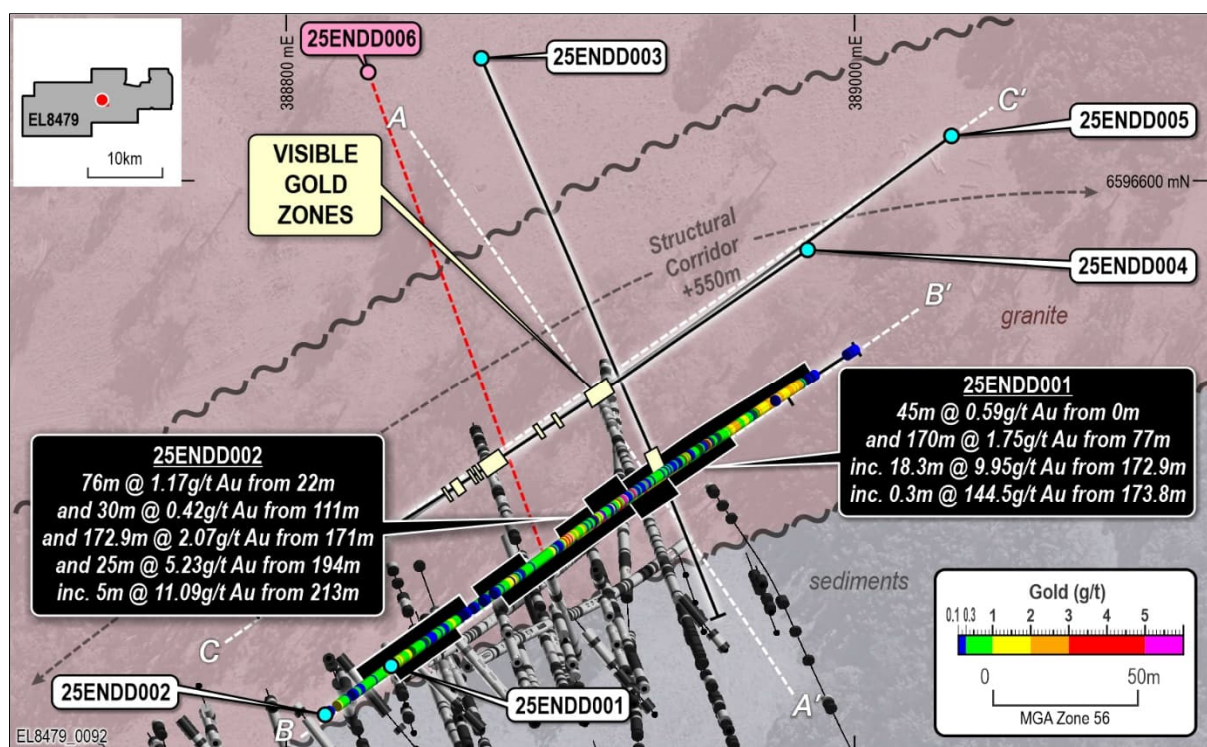 25ENDD006
388800 mE
25ENDD003
389000 mE
EL8479
10km
A
C'
25ENDD005
VISIBLE
GOLD
ZONES
6596600 mN
Structural
Corridor
+550m
25ENDD004
B'
granite
25ENDD001
45m @ 0.59g/t Au from 0m
and 170m @ 1.75g/t Au from 77m
inc. 18.3m @ 9.95g/t Au from 172.9m
inc. 0.3m @ 144.5g/t Au from 173.8m
25ENDD002
76m @ 1.17g/t Au from 22m
and 30m @ 0.42g/t Au from 111m
and 172.9m @ 2.07g/t Au from 171m
and 25m @ 5.23g/t Au from 194m
inc. 5m @ 11.09g/t Au from 213m
sediments
Gold (g/t)
0.1 0.3 1 2 3 4 5
0 50m
MGA Zone 56
C
25ENDD002
B
25ENDD001
A'
EL8479_0092